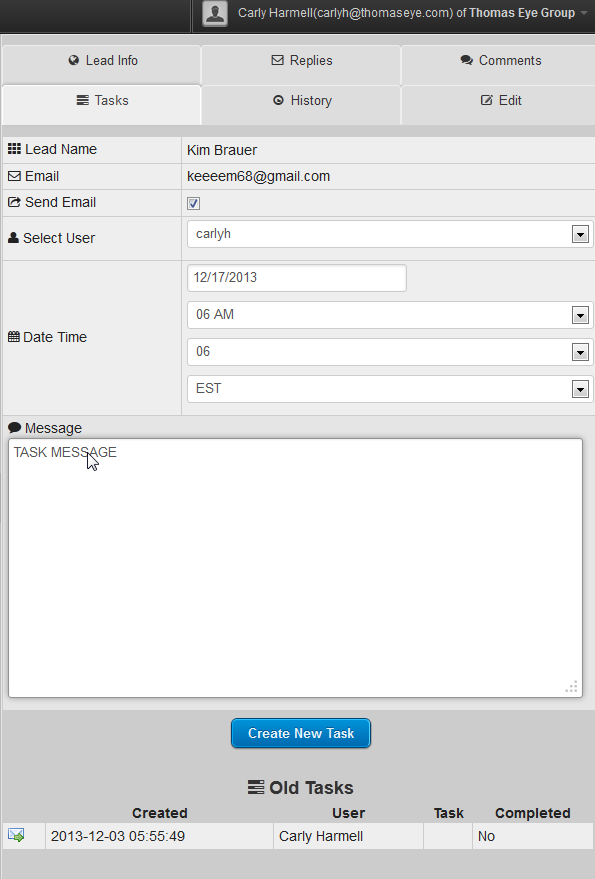 Carly Harmell(carlyh@thomaseye.com) of Thomas Eye Group
Lead Info Replies Comments
Tasks History Edit
Lead Name Kim Brauer
Email keeeem68@gmail.com
Send Email
Select User carlyh
12/17/2013
06 AM
Date Time
06
EST
Message
TASK MESSAGE
Create New Task
Old Tasks
Created User Task Completed
2013-12-03 05:55:49 Carly Harmell No